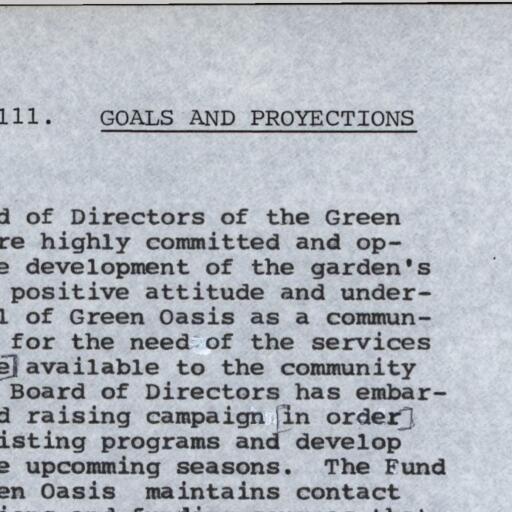 111. GOALS AND PROYECTIONS
d of Directors of the Green
re highly committed and op-
e development of the garden's
positive attitude and under-
l of Green Oasis as a commun-
for the need of the services
e] available to the community
Board of Directors has embar-
d raising campaign [in order]
isting programs and develop
e upcomming seasons. The Fund
en Oasis maintains contact